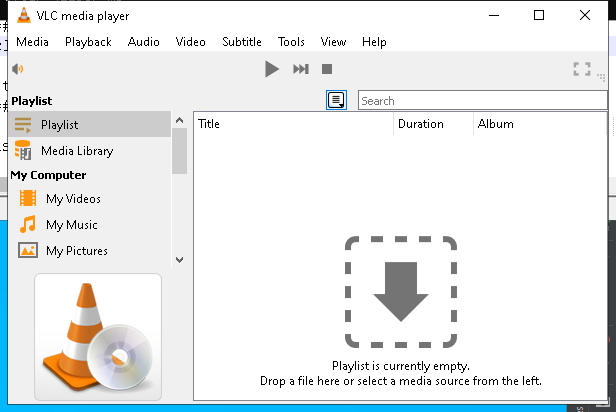 VLC media player
Media Playback Audio Video Subtitle Tools View Help
Playlist
Search
Playlist
Media Library
My Computer
My Videos
My Music
My Pictures
Title Duration Album
Playlist is currently empty.
Drop a file here or select a media source from the left.